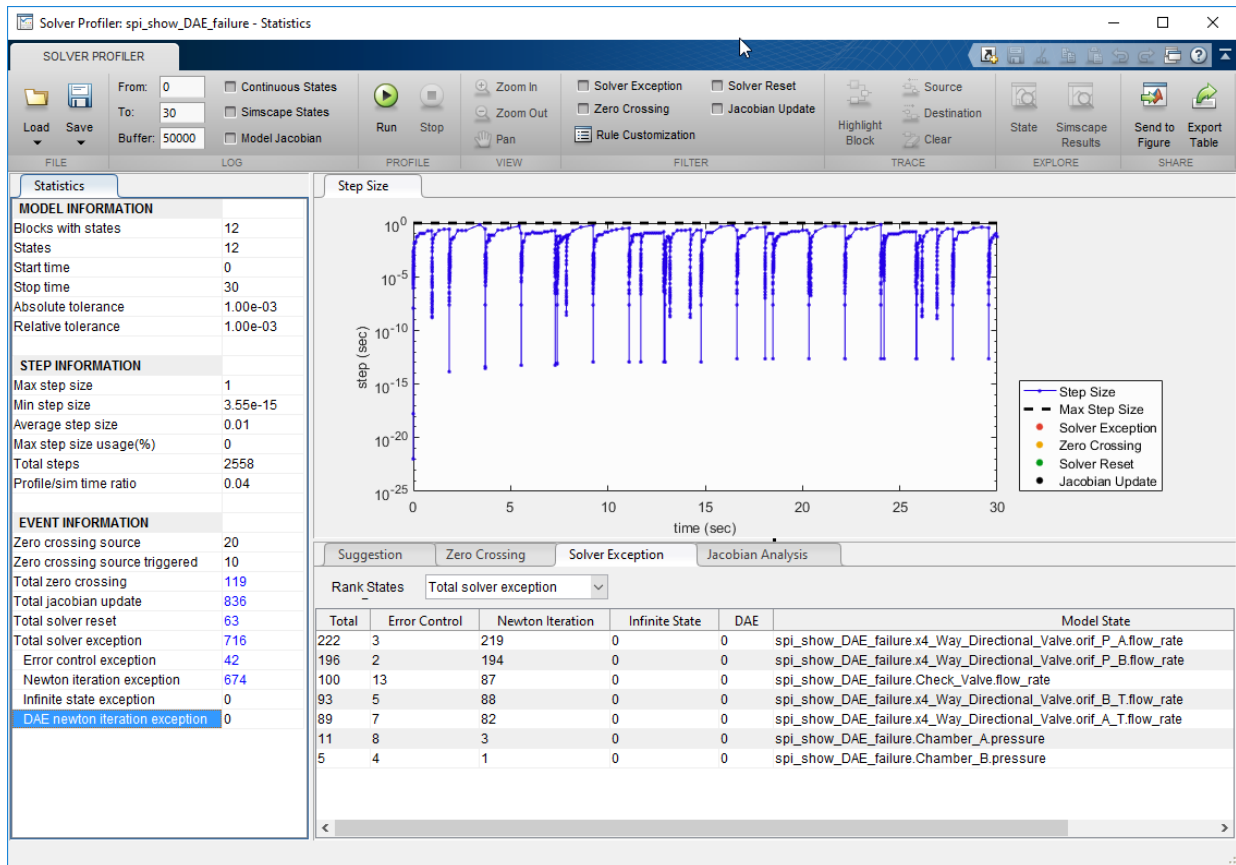 Solver Profiler: spi_show_DAE_failure - Statistics
SOLVER PROFILER
Load
Save
From: 0
To: 30
Buffer: 50000
Continuous States
Simscape States
Model Jacobian
Run
Stop
Zoom In
Zoom Out
Pan
Solver Exception
Solver Reset
Zero Crossing
Jacobian Update
Rule Customization
Highlight
Block
Source
Destination
Clear
State
Simscape
Results
Send to
Figure
Export
Table
FILE LOG PROFILE VIEW FILTER TRACE EXPLORE SHARE
Statistics
MODEL INFORMATION
Blocks with states 12
States 12
Start time 0
Stop time 30
Absolute tolerance 1.00e-03
Relative tolerance 1.00e-03
STEP INFORMATION
Max step size 1
Min step size 3.55e-15
Average step size 0.01
Max step size usage(%) 0
Total steps 2558
Profile/sim time ratio 0.04
EVENT INFORMATION
Zero crossing source 20
Zero crossing source triggered 10
Total zero crossing 119
Total jacobian update 836
Total solver reset 63
Total solver exception 716
Error control exception 42
Newton iteration exception 674
Infinite state exception 0
DAE newton iteration exception 0
Step Size
10^0
10^-5
10^-10
10^-15
10^-20
10^-25
step (sec)
0 5 10 15 20 25 30
time (sec)
Step Size
Max Step Size
Solver Exception
Zero Crossing
Solver Reset
Jacobian Update
Suggestion Zero Crossing Solver Exception Jacobian Analysis
Rank States Total solver exception
Total Error Control Newton Iteration Infinite State DAE Model State
222 3 219 0 0 spi_show_DAE_failure.x4_Way_Directional_Valve.orif_P_A.flow_rate
196 2 194 0 0 spi_show_DAE_failure.x4_Way_Directional_Valve.orif_P_B.flow_rate
100 13 87 0 0 spi_show_DAE_failure.Check_Valve.flow_rate
93 5 88 0 0 spi_show_DAE_failure.x4_Way_Directional_Valve.orif_B_T.flow_rate
89 7 82 0 0 spi_show_DAE_failure.x4_Way_Directional_Valve.orif_A_T.flow_rate
11 8 3 0 0 spi_show_DAE_failure.Chamber_A.pressure
5 4 1 0 0 spi_show_DAE_failure.Chamber_B.pressure